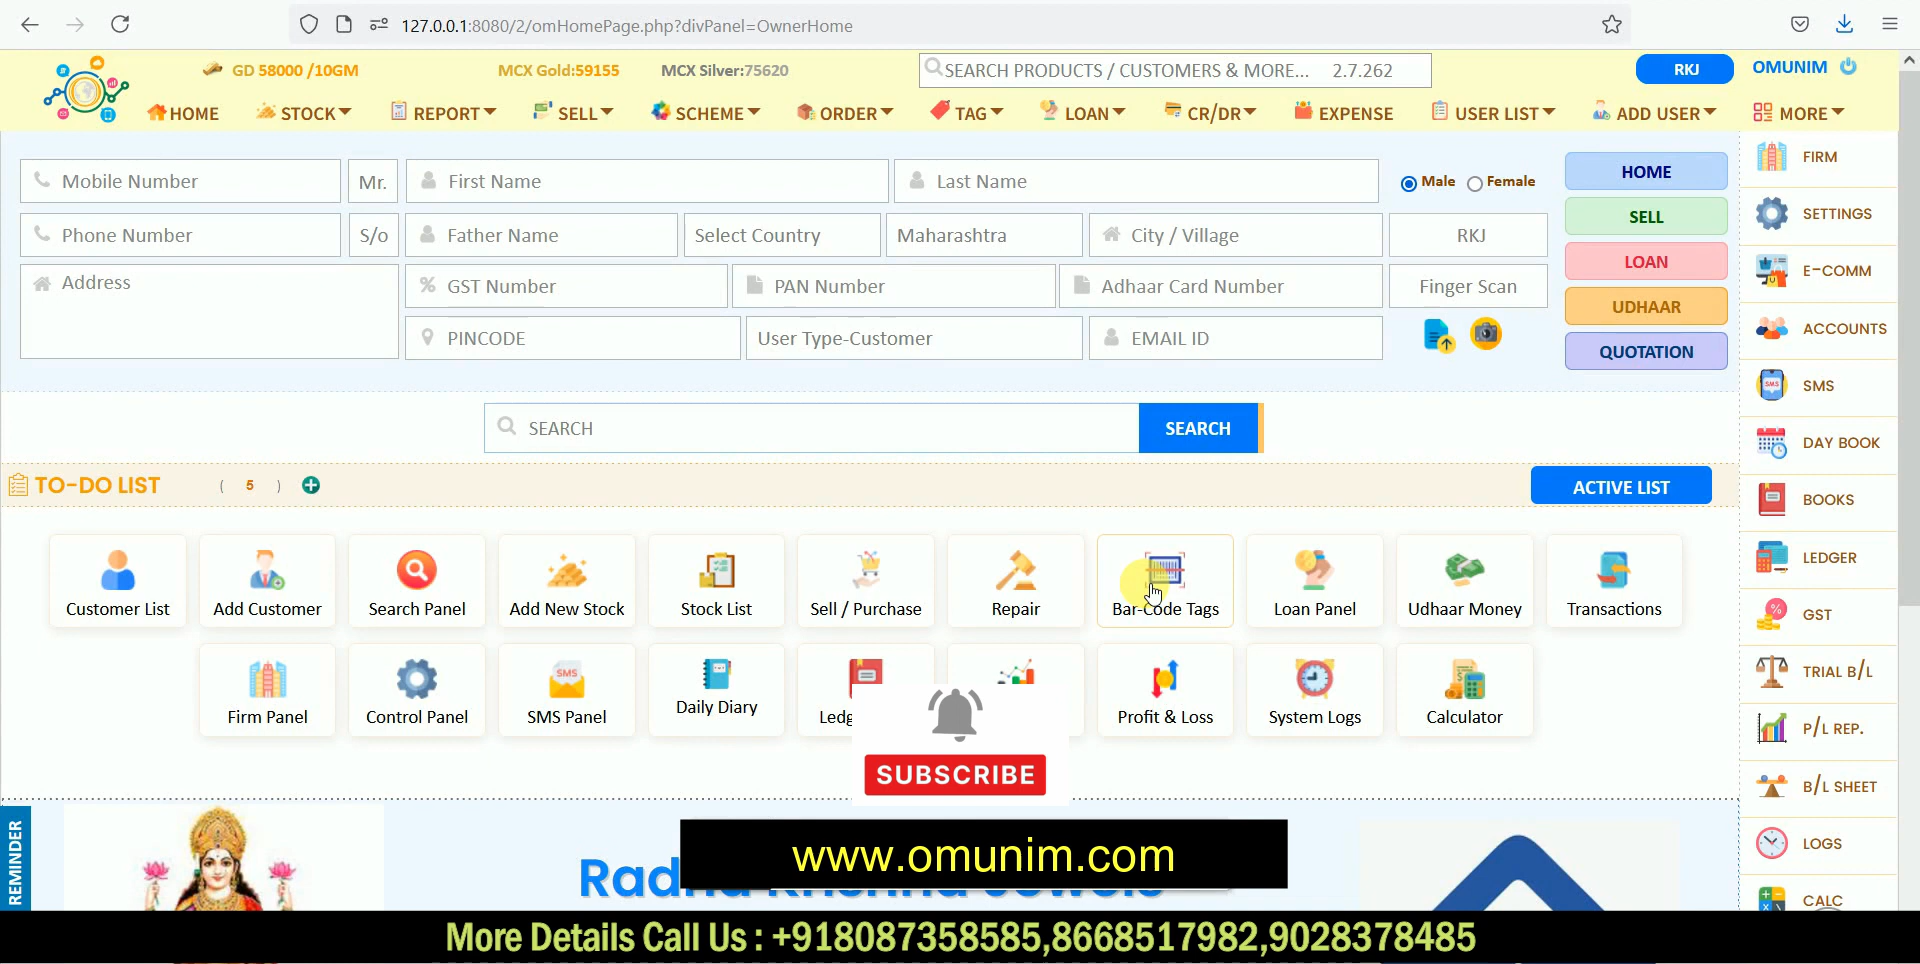 127.0.0.1:8080/2/omHomePage.php?divPanel=OwnerHome
GD 58000 /10GM
MCX Gold:59155
MCX Silver:75620
SEARCH PRODUCTS / CUSTOMERS & MORE... 2.7.262
RKJ
OMUNIM
HOME
STOCK
REPORT
SELL
SCHEME
ORDER
TAG
LOAN
CR/DR
EXPENSE
USER LIST
ADD USER
MORE
Mobile Number
Mr.
First Name
Last Name
Male
Female
Phone Number
S/o
Father Name
Select Country
Maharashtra
City / Village
RKJ
Address
GST Number
PAN Number
Adhaar Card Number
Finger Scan
PINCODE
User Type-Customer
EMAIL ID
HOME
SELL
LOAN
UDHAAR
QUOTATION
SEARCH
SEARCH
TO-DO LIST ( 5 )
ACTIVE LIST
Customer List
Add Customer
Search Panel
Add New Stock
Stock List
Sell / Purchase
Repair
Bar-Code Tags
Loan Panel
Udhaar Money
Transactions
Firm Panel
Control Panel
SMS
SMS Panel
Daily Diary
Profit & Loss
System Logs
Calculator
SUBSCRIBE
FIRM
SETTINGS
E-COMM
ACCOUNTS
SMS
SMS
DAY BOOK
BOOKS
LEDGER
GST
TRIAL B/L
P/L REP.
B/L SHEET
LOGS
CALC
REMINDER
www.omunim.com
More Details Call Us : +918087358585,8668517982,9028378485